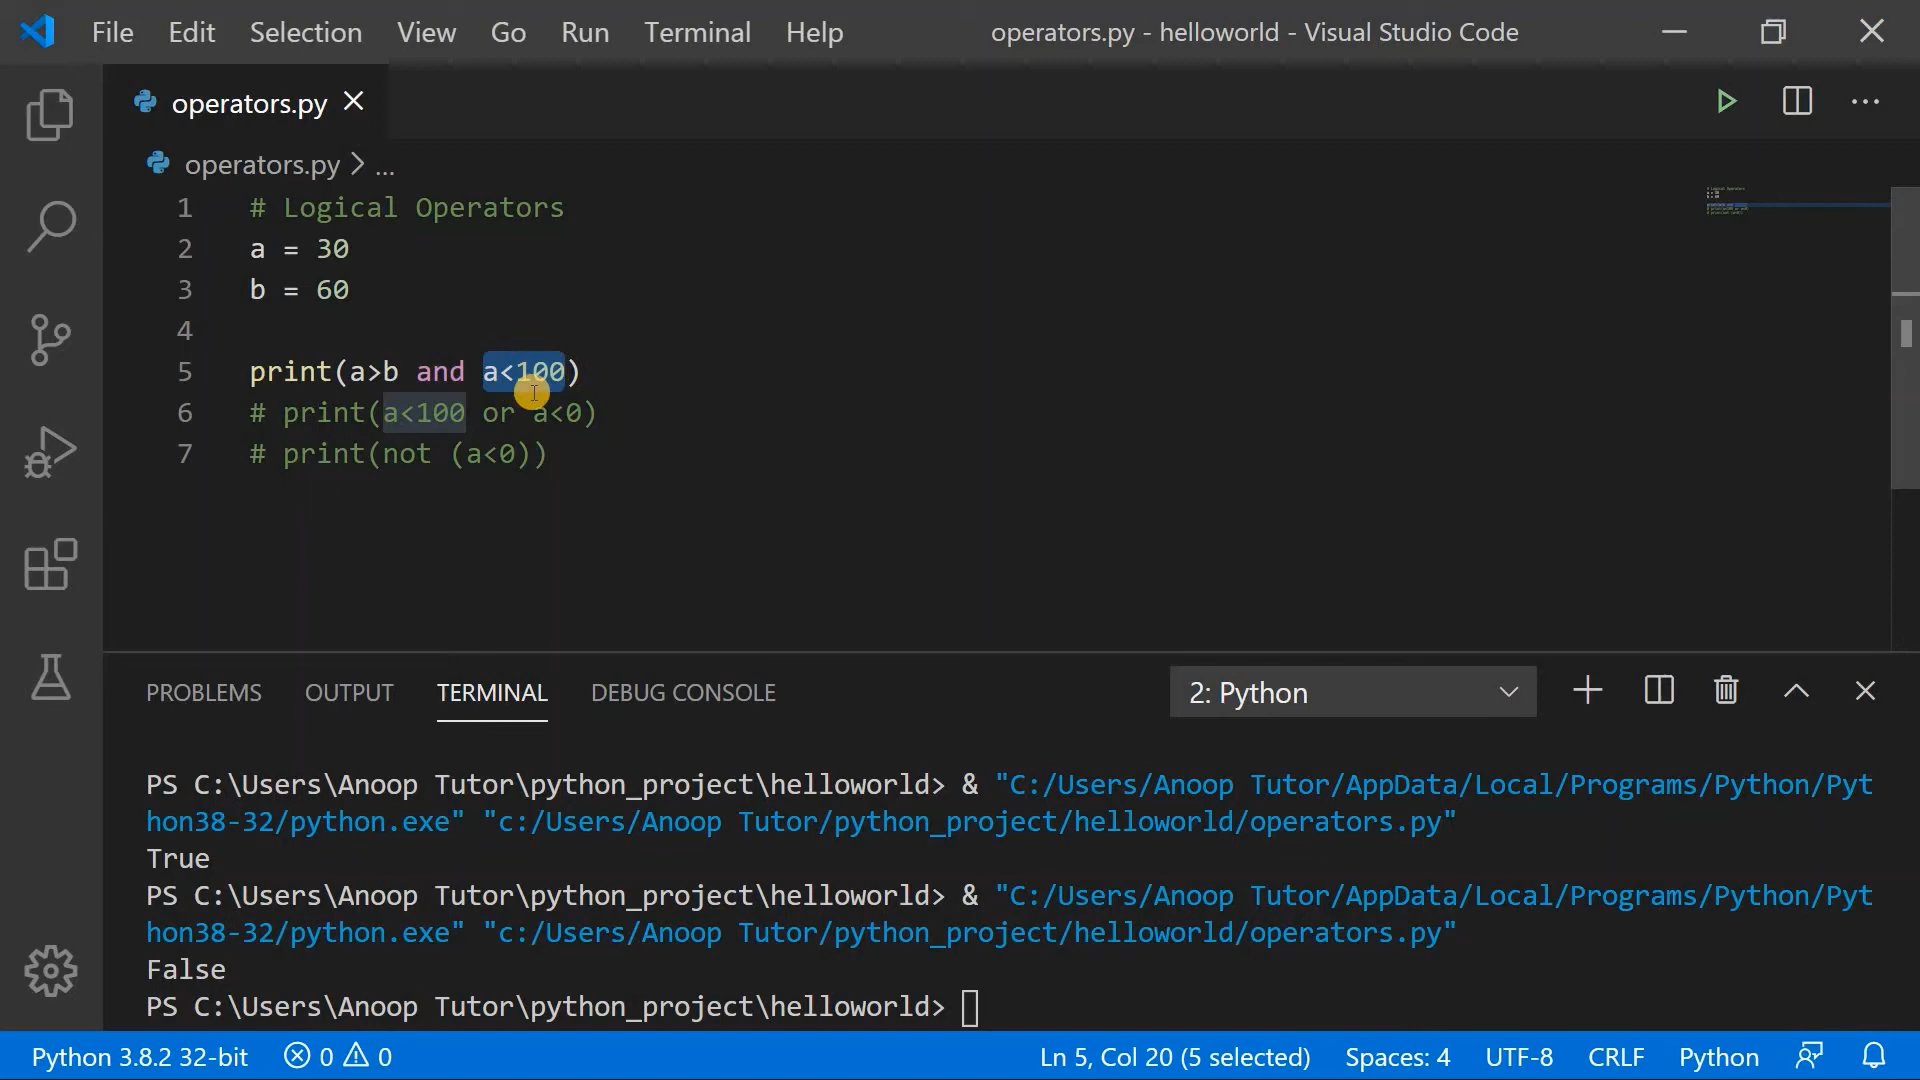 File Edit Selection View Go Run Terminal Help operators.py - helloworld - Visual Studio Code
operators.py
operators.py > ...
1 # Logical Operators
2 a = 30
3 b = 60
4
5 print(a>b and a<100)
6 # print(a<100 or a<0)
7 # print(not (a<0))
PROBLEMS OUTPUT TERMINAL DEBUG CONSOLE 2: Python
PS C:\Users\Anoop Tutor\python_project\helloworld> & "C:/Users/Anoop Tutor/AppData/Local/Programs/Python/Pyt
hon38-32/python.exe" "c:/Users/Anoop Tutor/python_project/helloworld/operators.py"
True
PS C:\Users\Anoop Tutor\python_project\helloworld> & "C:/Users/Anoop Tutor/AppData/Local/Programs/Python/Pyt
hon38-32/python.exe" "c:/Users/Anoop Tutor/python_project/helloworld/operators.py"
False
PS C:\Users\Anoop Tutor\python_project\helloworld>
Python 3.8.2 32-bit 0 0 Ln 5, Col 20 (5 selected) Spaces: 4 UTF-8 CRLF Python